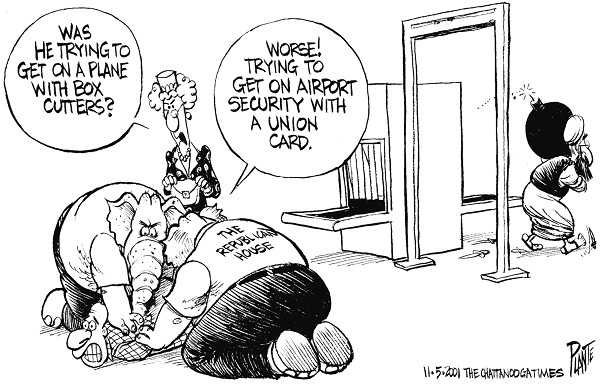 WAS
HE TRYING TO
GET ON A PLANE
WITH BOX
CUTTERS?
WORSE!
TRYING TO
GET ON AIRPORT
SECURITY WITH
A UNION
CARD.
THE
REPUBLICAN
HOUSE
11•5•2001 THE CHATTANOOGA TIMES PLANTE